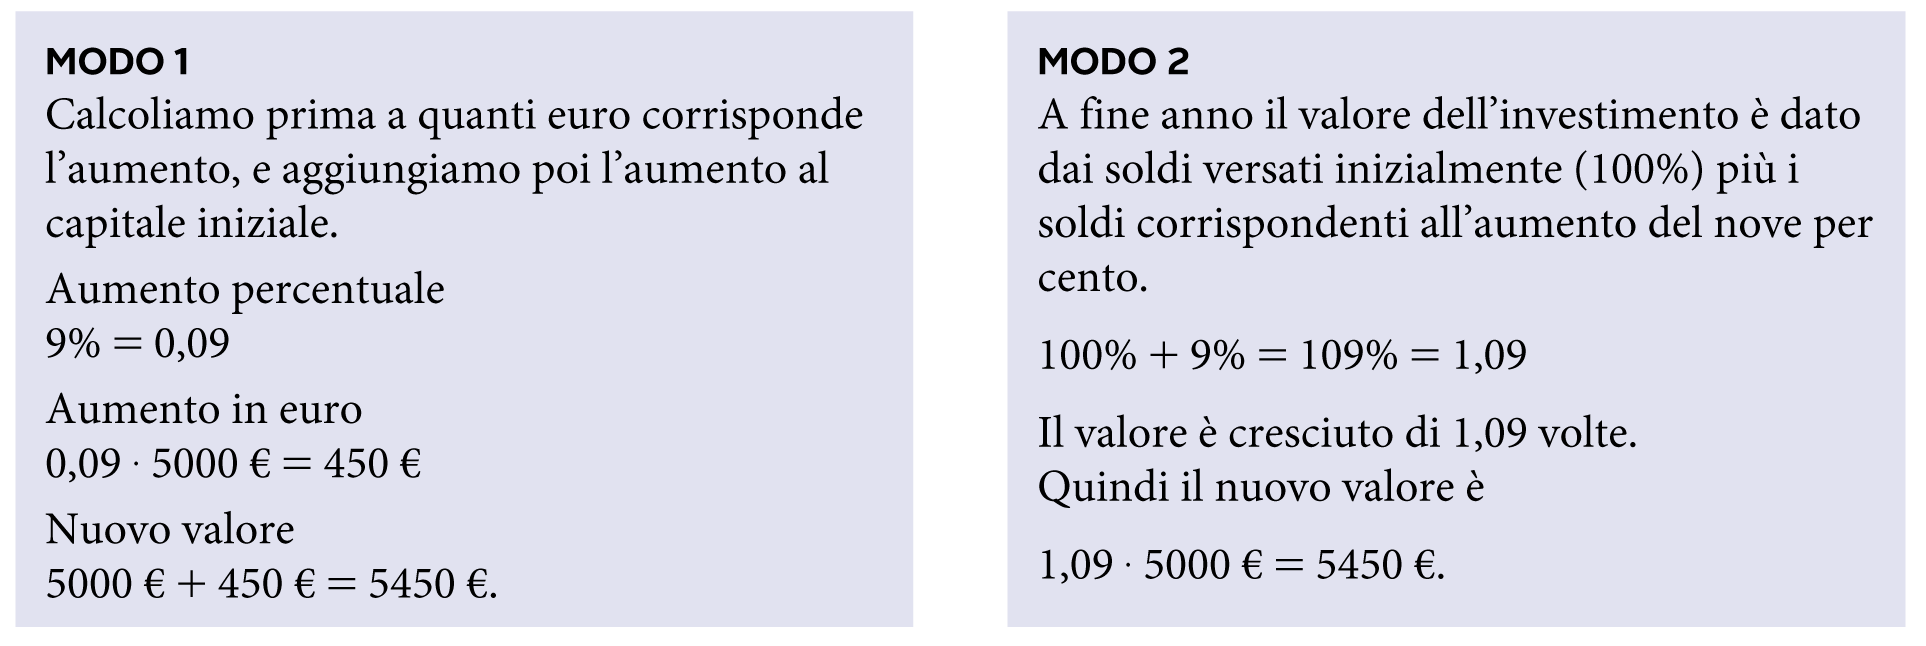 MODO 1
Calcoliamo prima a quanti euro corrisponde
l’aumento, e aggiungiamo poi l’aumento al
capitale iniziale.
Aumento percentuale
9% = 0,09
Aumento in euro
0,09 · 5000 € = 450 €
Nuovo valore
5000 € + 450 € = 5450 €.
MODO 2
A fine anno il valore dell’investimento è dato
dai soldi versati inizialmente (100%) più i
soldi corrispondenti all’aumento del nove per
cento.
100% + 9% = 109% = 1,09
Il valore è cresciuto di 1,09 volte.
Quindi il nuovo valore è
1,09 · 5000 € = 5450 €.